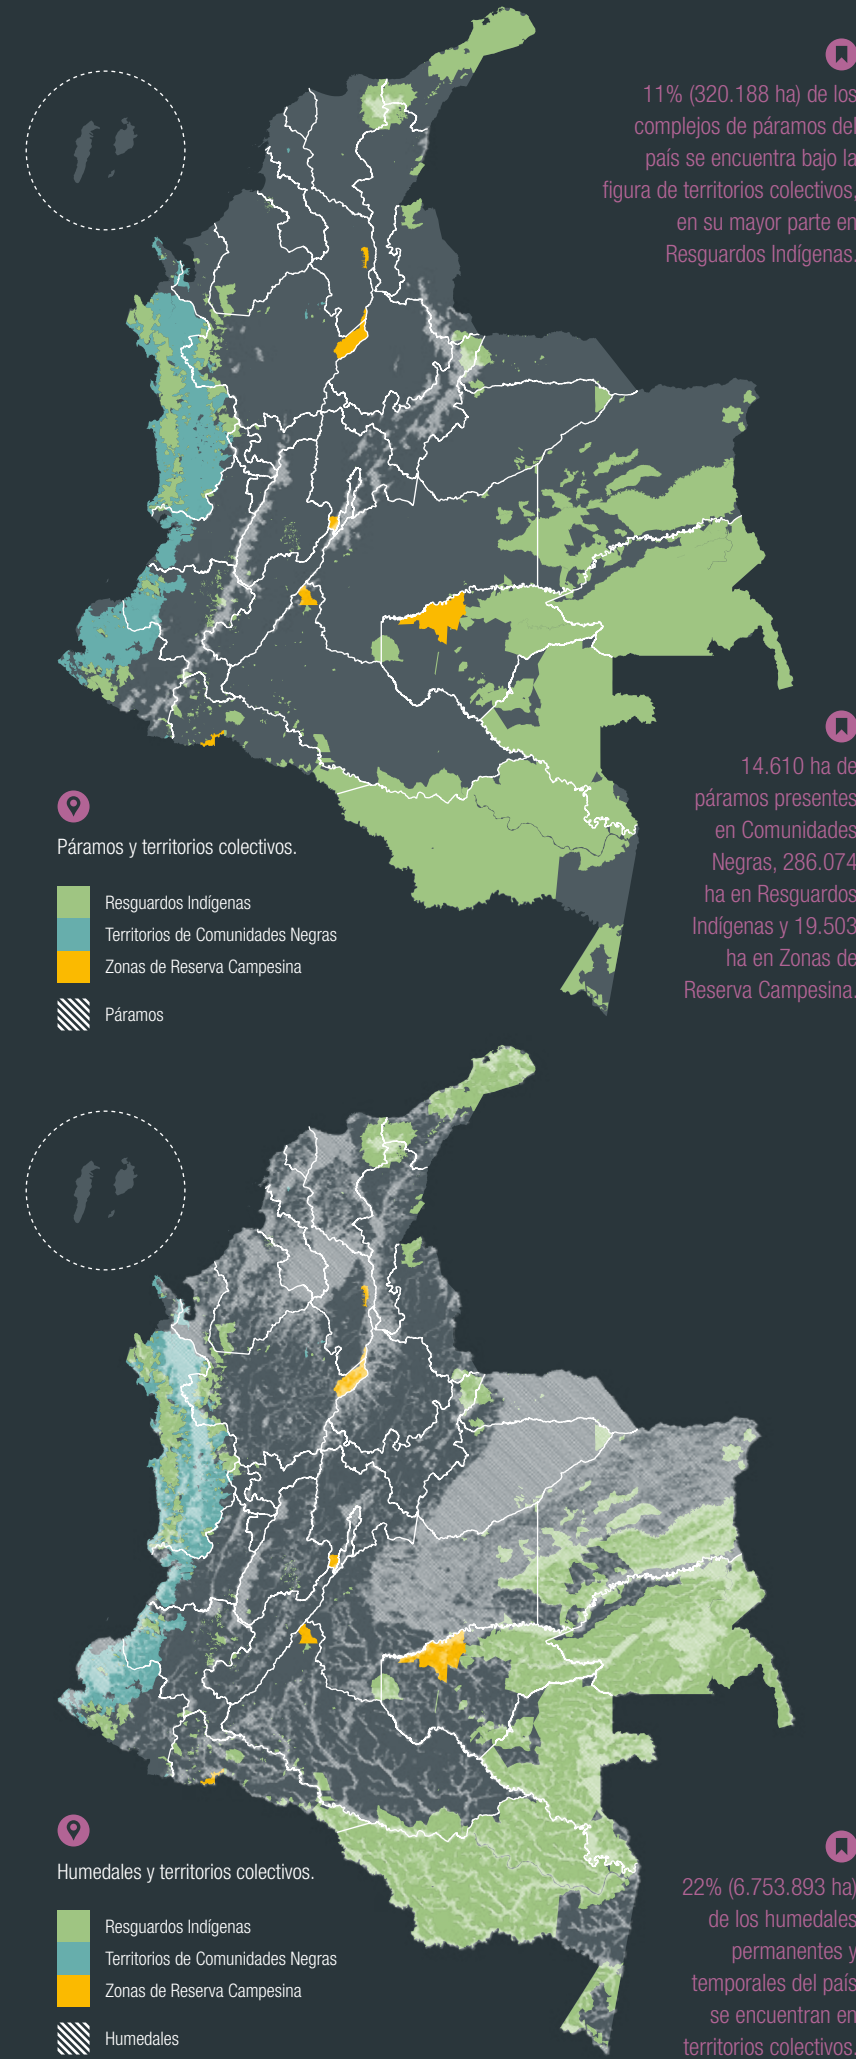 11% (320.188 ha) de los
complejos de páramos del
país se encuentra bajo la
figura de territorios colectivos,
en su mayor parte en
Resguardos Indígenas.
14.610 ha de
páramos presentes
en Comunidades
Negras, 286.074
ha en Resguardos
Indígenas y 19.503
ha en Zonas de
Reserva Campesina.
Páramos y territorios colectivos.
Resguardos Indígenas
Territorios de Comunidades Negras
Zonas de Reserva Campesina
Páramos
Humedales y territorios colectivos.
Resguardos Indígenas
Territorios de Comunidades Negras
Zonas de Reserva Campesina
Humedales
22% (6.753.893 ha)
de los humedales
permanentes y
temporales del país
se encuentran en
territorios colectivos.